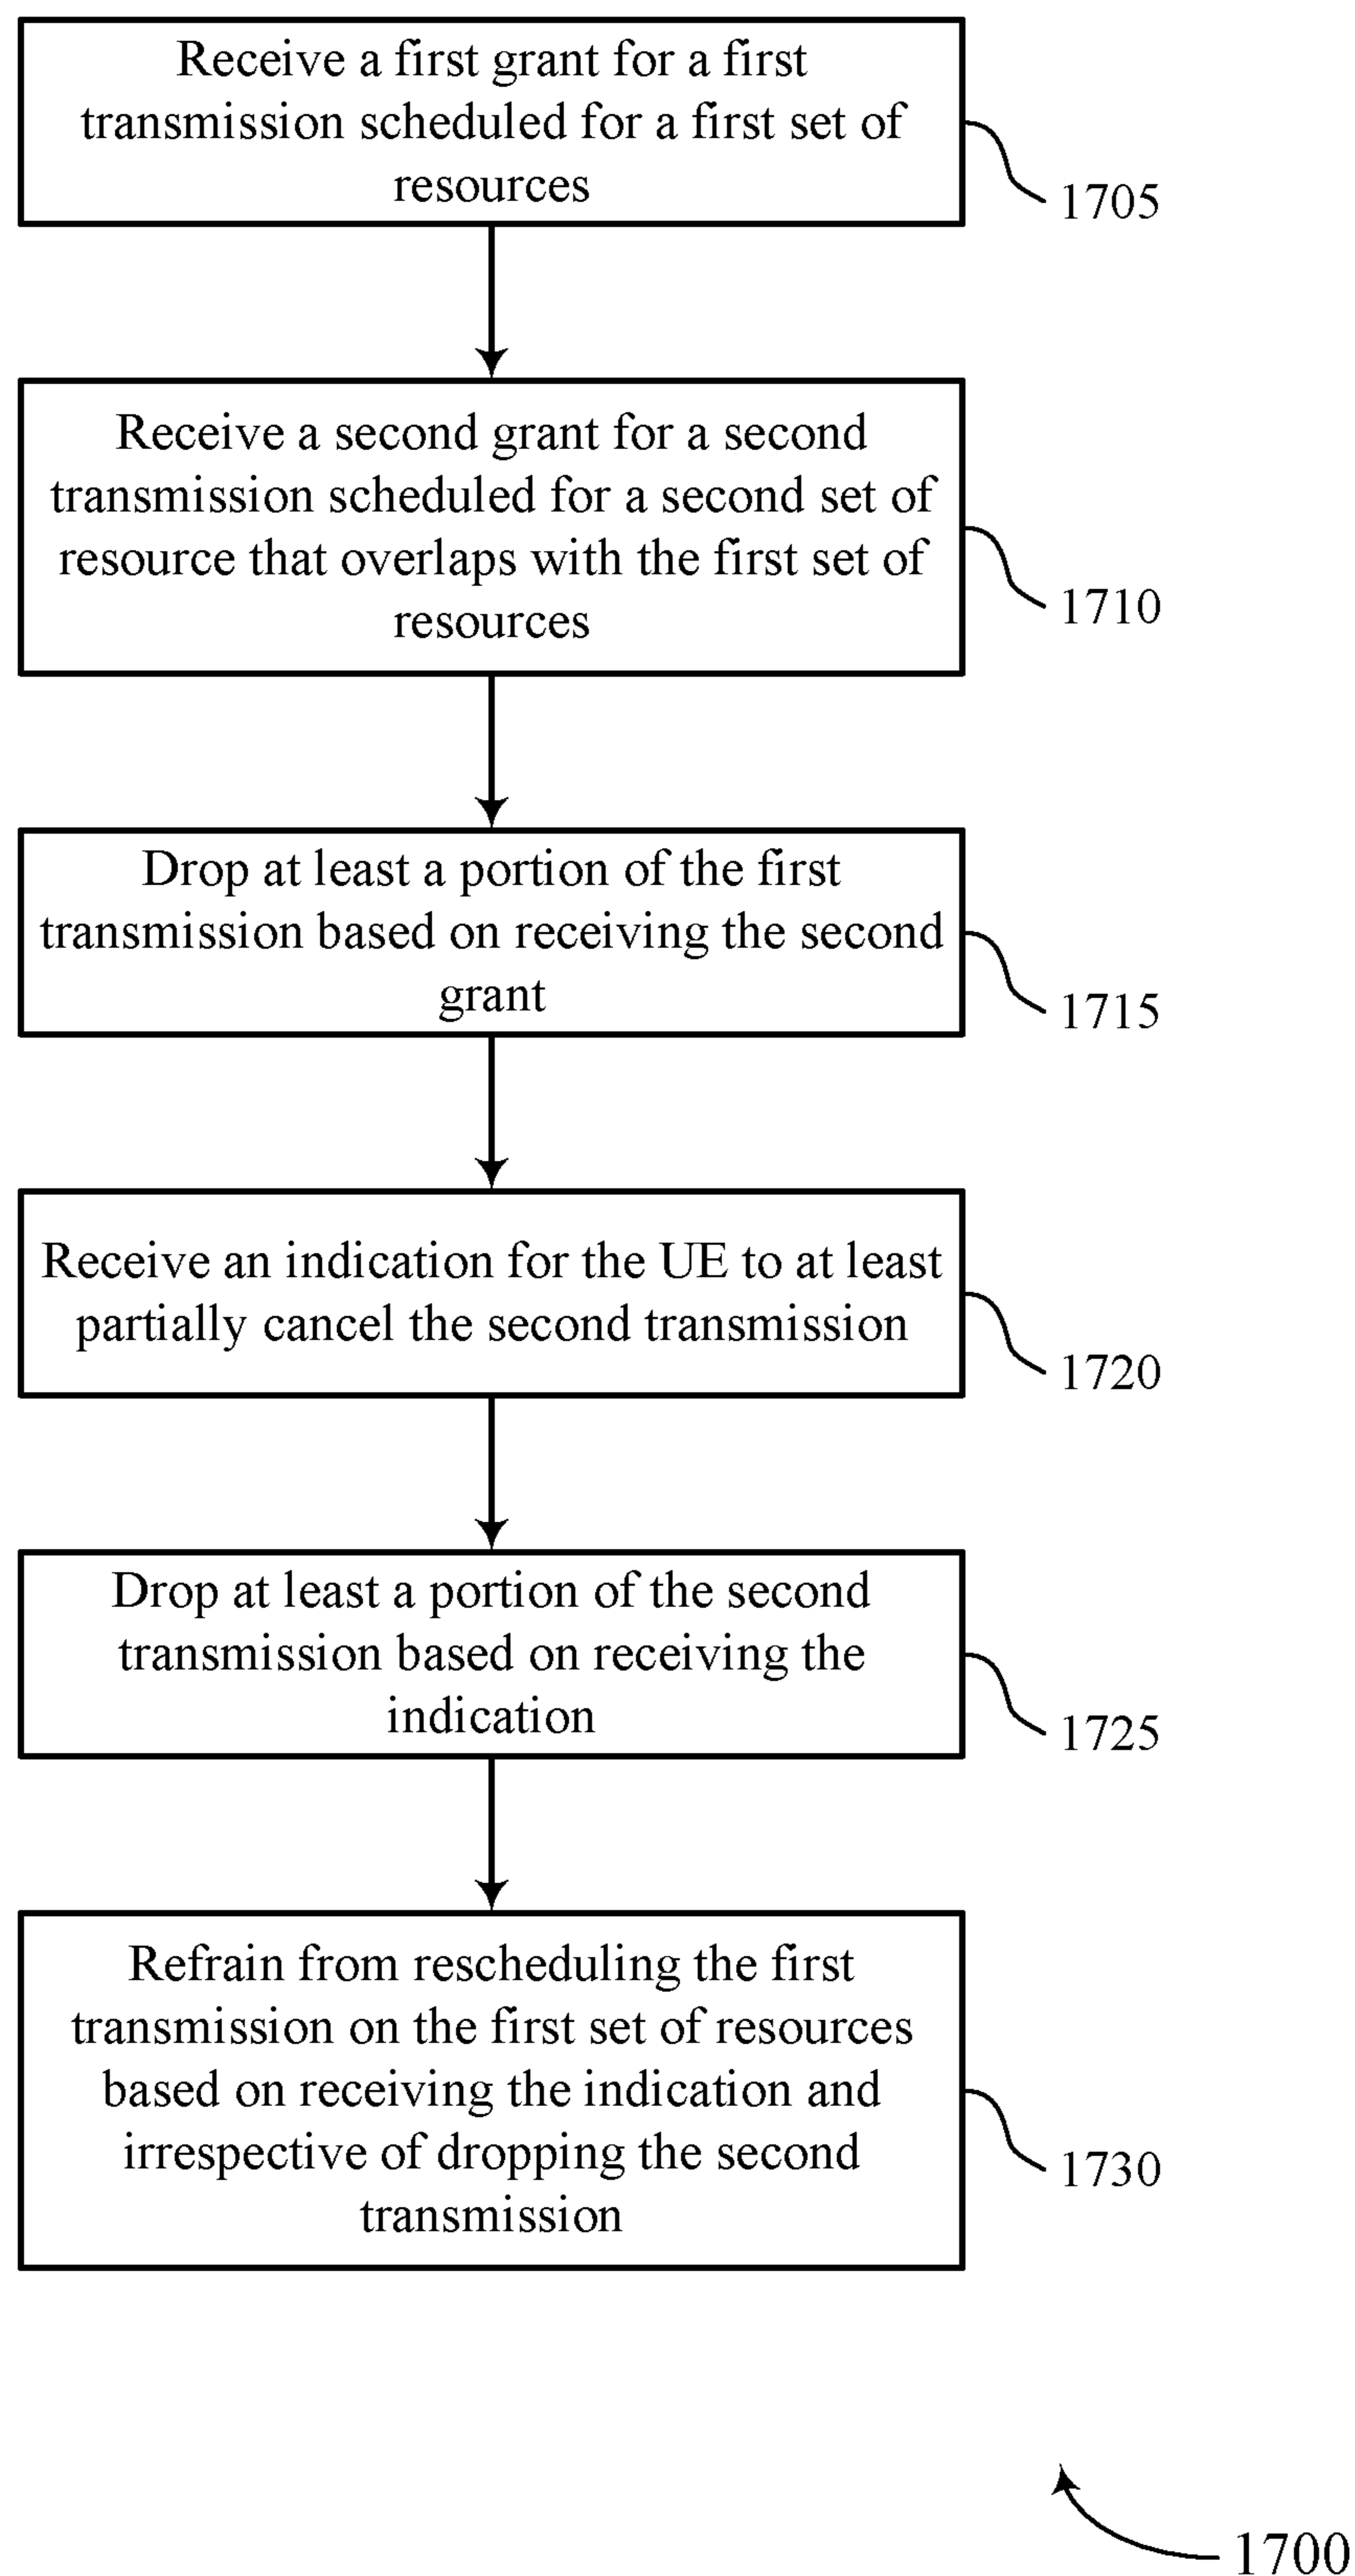 Receive a first grant for a first
transmission scheduled for a first set of
resources
1705
Receive a second grant for a second
transmission scheduled for a second set of
resource that overlaps with the first set of
resources
1710
Drop at least a portion of the first
transmission based on receiving the second
grant
1715
Receive an indication for the UE to at least
partially cancel the second transmission
1720
Drop at least a portion of the second
transmission based on receiving the
indication
1725
Refrain from rescheduling the first
transmission on the first set of resources
based on receiving the indication and
irrespective of dropping the second
transmission
1730
1700